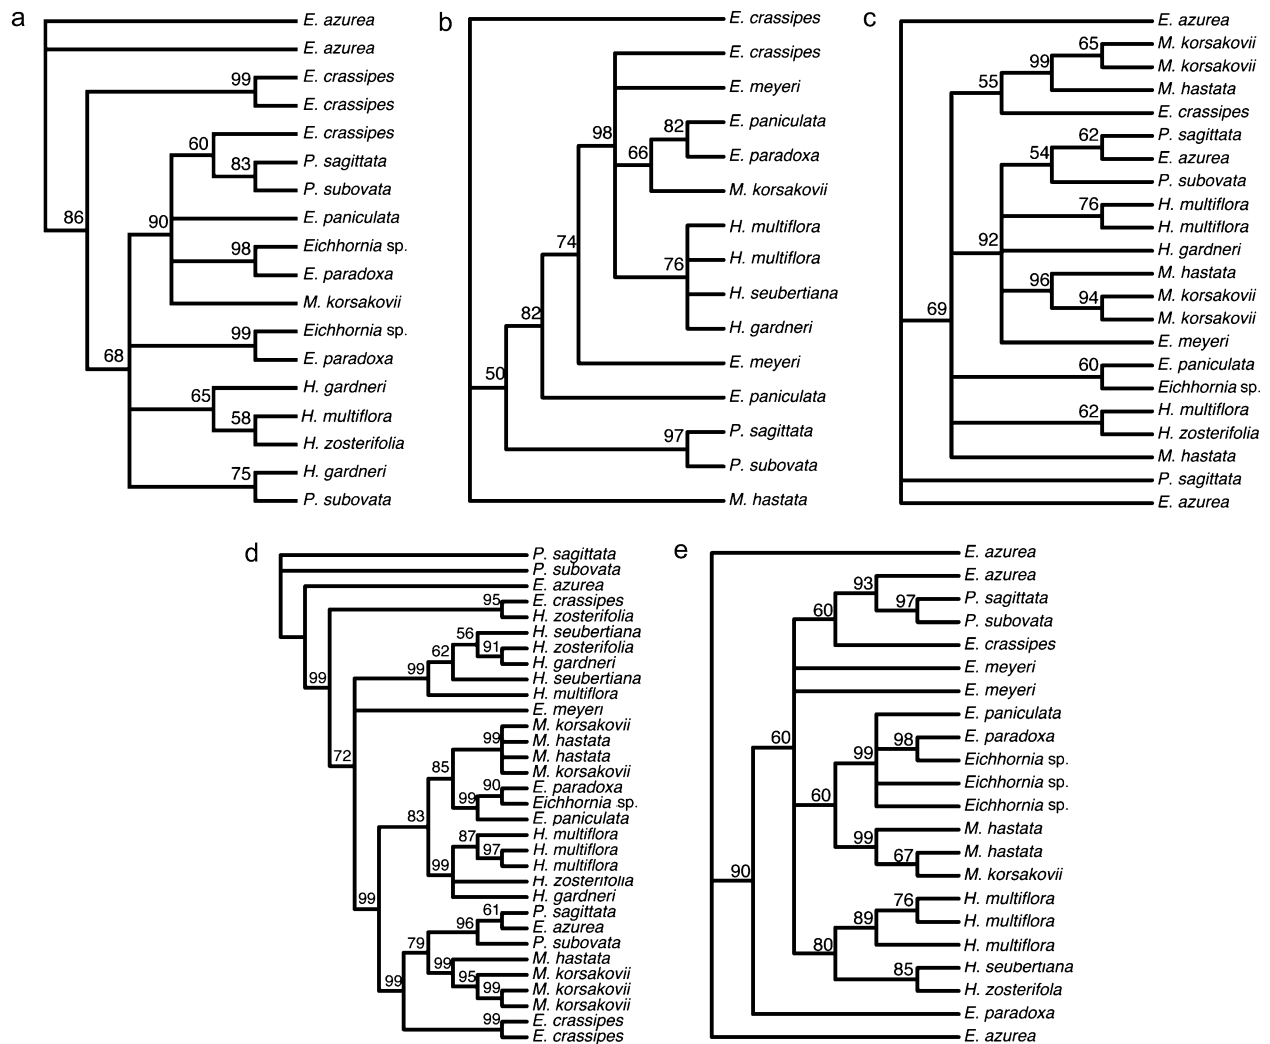 a
E. azurea
E. azurea
99
E. crassipes
E. crassipes
E. crassipes
60
83
P. sagittata
P. subovata
86
90
E. paniculata
98
Eichhornia sp.
E. paradoxa
M. korsakovii
99
Eichhornia sp.
E. paradoxa
68
65
H. gardneri
58
H. multiflora
H. zosterifolia
75
H. gardneri
P. subovata
b
E. crassipes
E. crassipes
E. meyeri
98
82
E. paniculata
66
E. paradoxa
M. korsakovii
74
H. multiflora
76
H. multiflora
H. seubertiana
82
H. gardneri
E. meyeri
50
E. paniculata
97
P. sagittata
P. subovata
M. hastata
c
E. azurea
65
M. korsakovii
99
M. korsakovii
55
M. hastata
E. crassipes
62
P. sagittata
54
E. azurea
P. subovata
76
H. multiflora
H. multiflora
92
H. gardneri
96
M. hastata
94
M. korsakovii
M. korsakovii
69
E. meyeri
60
E. paniculata
Eichhornia sp.
62
H. multiflora
H. zosterifolia
M. hastata
P. sagittata
E. azurea
d
P. sagittata
P. subovata
E. azurea
95
E. crassipes
H. zosterifolia
56
H. seubertiana
62
91
H. zosterifolia
99
99
H. gardneri
H. seubertiana
H. multiflora
E. meyeri
M. korsakovii
99
M. hastata
72
M. hastata
85
M. korsakovii
90
E. paradoxa
99
Eichhornia sp.
83
E. paniculata
87
H. multiflora
97
H. multiflora
99
H. multiflora
H. zosterifolia
99
H. gardneri
61
P. sagittata
96
E. azurea
79
P. subovata
99
M. hastata
95
M. korsakovii
99
99
M. korsakovii
M. korsakovii
99
E. crassipes
E. crassipes
e
E. azurea
93
E. azurea
60
97
P. sagittata
P. subovata
E. crassipes
E. meyeri
E. meyeri
60
E. paniculata
99
98
E. paradoxa
Eichhornia sp.
60
Eichhornia sp.
Eichhornia sp.
99
M. hastata
67
M. hastata
90
M. korsakovii
76
H. multiflora
89
H. multiflora
80
H. multiflora
85
H. seubertiana
H. zosterifola
E. paradoxa
E. azurea